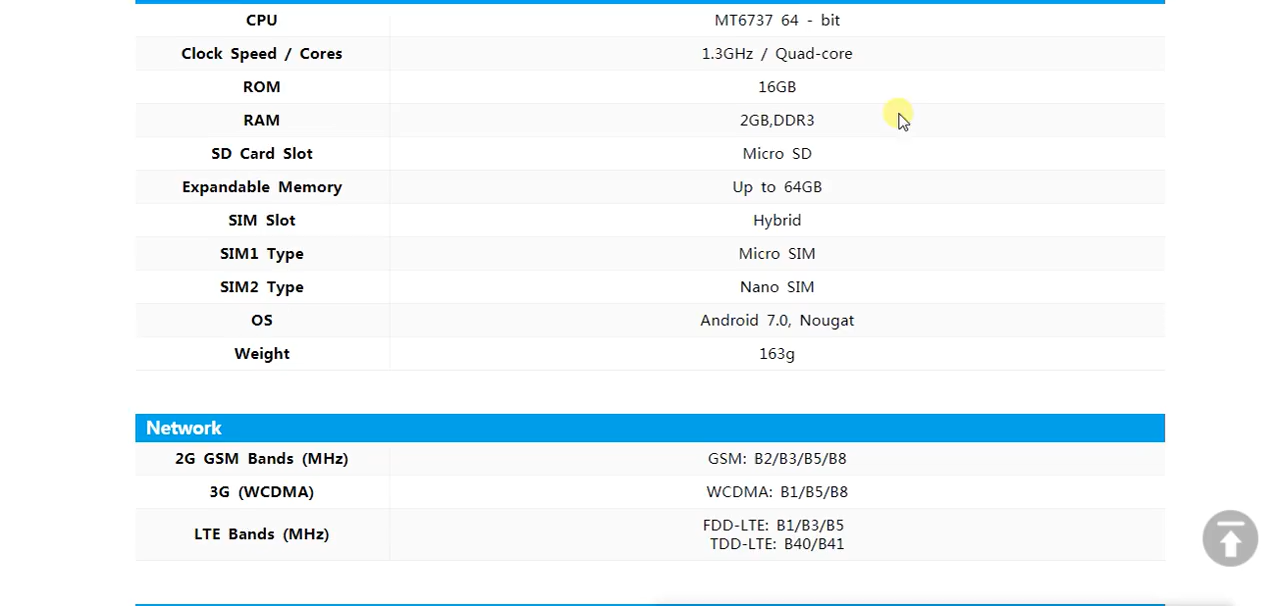 CPU MT6737 64 - bit
Clock Speed / Cores 1.3GHz / Quad-core
ROM 16GB
RAM 2GB,DDR3
SD Card Slot Micro SD
Expandable Memory Up to 64GB
SIM Slot Hybrid
SIM1 Type Micro SIM
SIM2 Type Nano SIM
OS Android 7.0, Nougat
Weight 163g
Network
2G GSM Bands (MHz) GSM: B2/B3/B5/B8
3G (WCDMA) WCDMA: B1/B5/B8
LTE Bands (MHz) FDD-LTE: B1/B3/B5
TDD-LTE: B40/B41